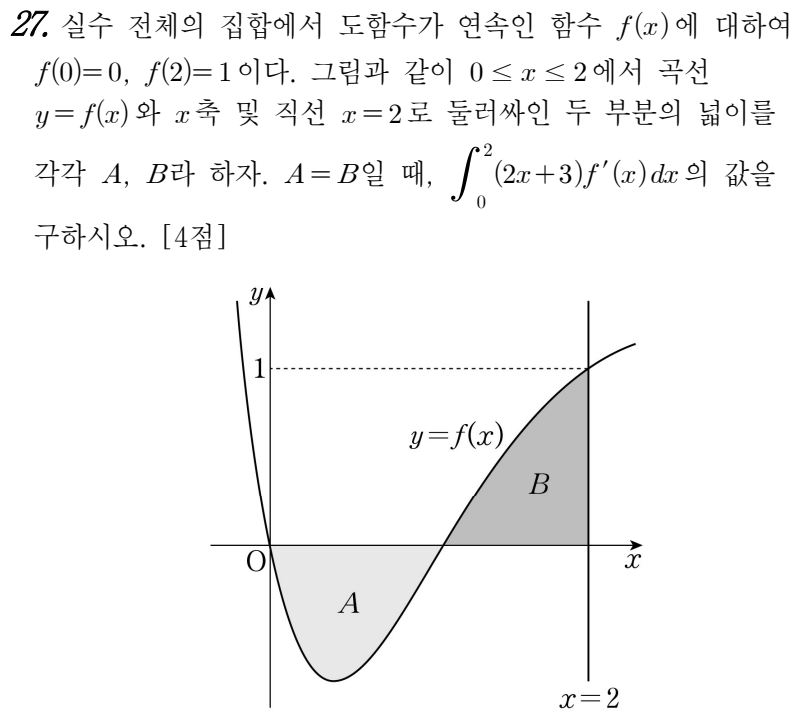 27. 실수 전체의 집합에서 도함수가 연속인 함수 f(x)에 대하여
f(0)=0, f(2)=1이다. 그림과 같이 0≤x≤2에서 곡선
y=f(x)와 x축 및 직선 x=2로 둘러싸인 두 부분의 넓이를
각각 A, B라 하자. A=B일 때, ∫₀²(2x+3)f′(x)dx의 값을
구하시오. [4점]
y
1
y=f(x)
B
O
x
A
x=2